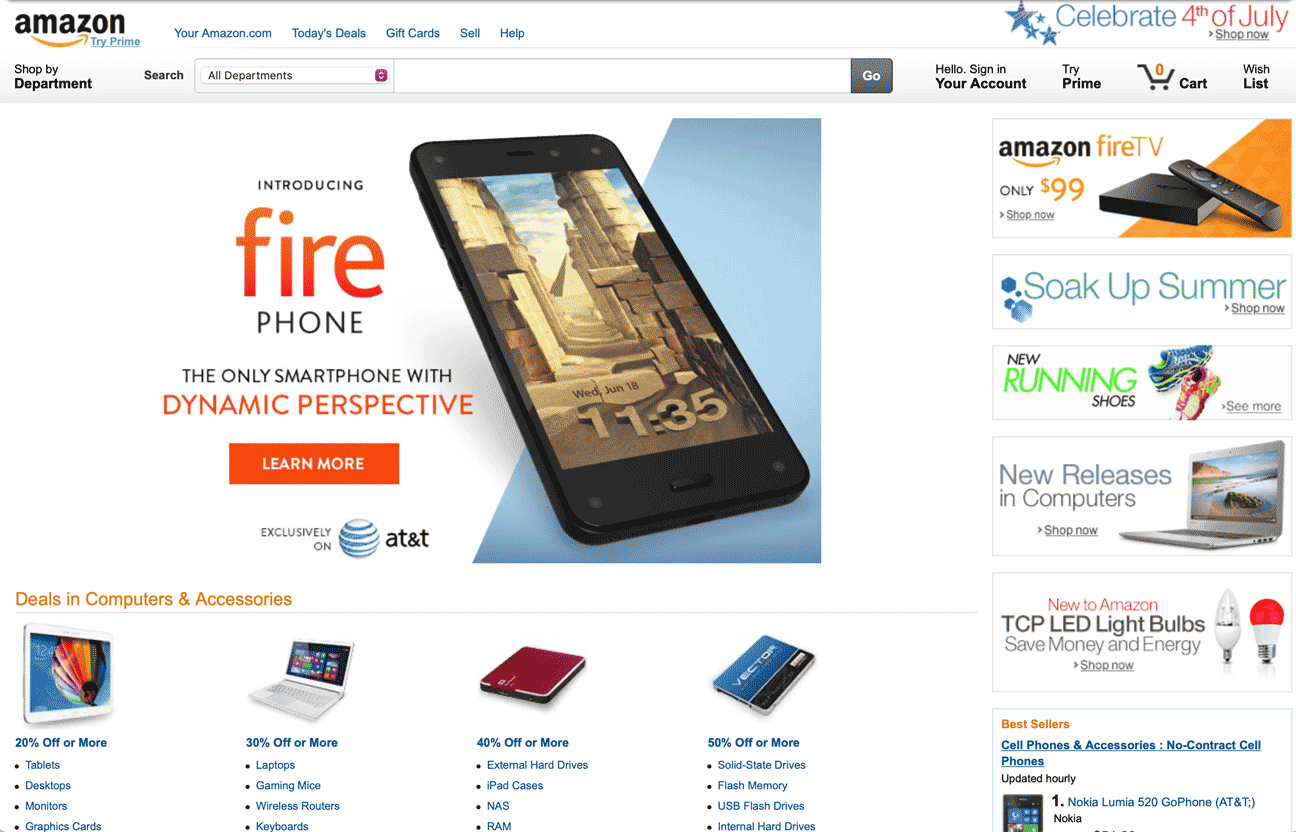 amazon
Try Prime
Your Amazon.com
Today's Deals
Gift Cards
Sell
Help
Celebrate 4th of July
Shop now
Shop by
Department
Search
All Departments
Go
Hello. Sign in
Your Account
Try
Prime
0
Cart
Wish
List
INTRODUCING
fire
PHONE
THE ONLY SMARTPHONE WITH
DYNAMIC PERSPECTIVE
LEARN MORE
EXCLUSIVELY
ON
at&t
Wed, Jun 18
11:35
amazon fireTV
ONLY $99
Shop now
Soak Up Summer
Shop now
NEW
RUNNING
SHOES
See more
New Releases
in Computers
Shop now
New to Amazon
TCP LED Light Bulbs
Save Money and Energy
Shop now
Deals in Computers & Accessories
20% Off or More
Tablets
Desktops
Monitors
Graphics Cards
30% Off or More
Laptops
Gaming Mice
Wireless Routers
Keyboards
40% Off or More
External Hard Drives
iPad Cases
NAS
RAM
VECTOR
50% Off or More
Solid-State Drives
Flash Memory
USB Flash Drives
Internal Hard Drives
Best Sellers
Cell Phones & Accessories : No-Contract Cell
Phones
Updated hourly
1. Nokia Lumia 520 GoPhone (AT&T;)
Nokia